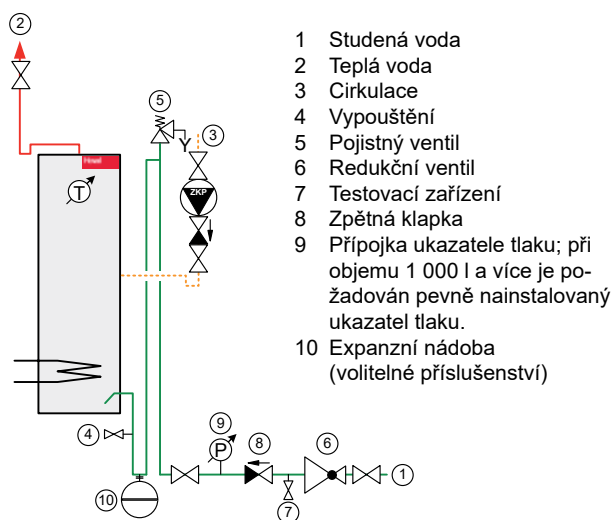 2
5
3
ZKP
T
9
P
8
6
1
4
10
7
1 Studená voda
2 Teplá voda
3 Cirkulace
4 Vypouštění
5 Pojistný ventil
6 Redukční ventil
7 Testovací zařízení
8 Zpětná klapka
9 Přípojka ukazatele tlaku; při
objemu 1 000 l a více je po-
žadován pevně nainstalovaný
ukazatel tlaku.
10 Expanzní nádoba
(volitelné příslušenství)